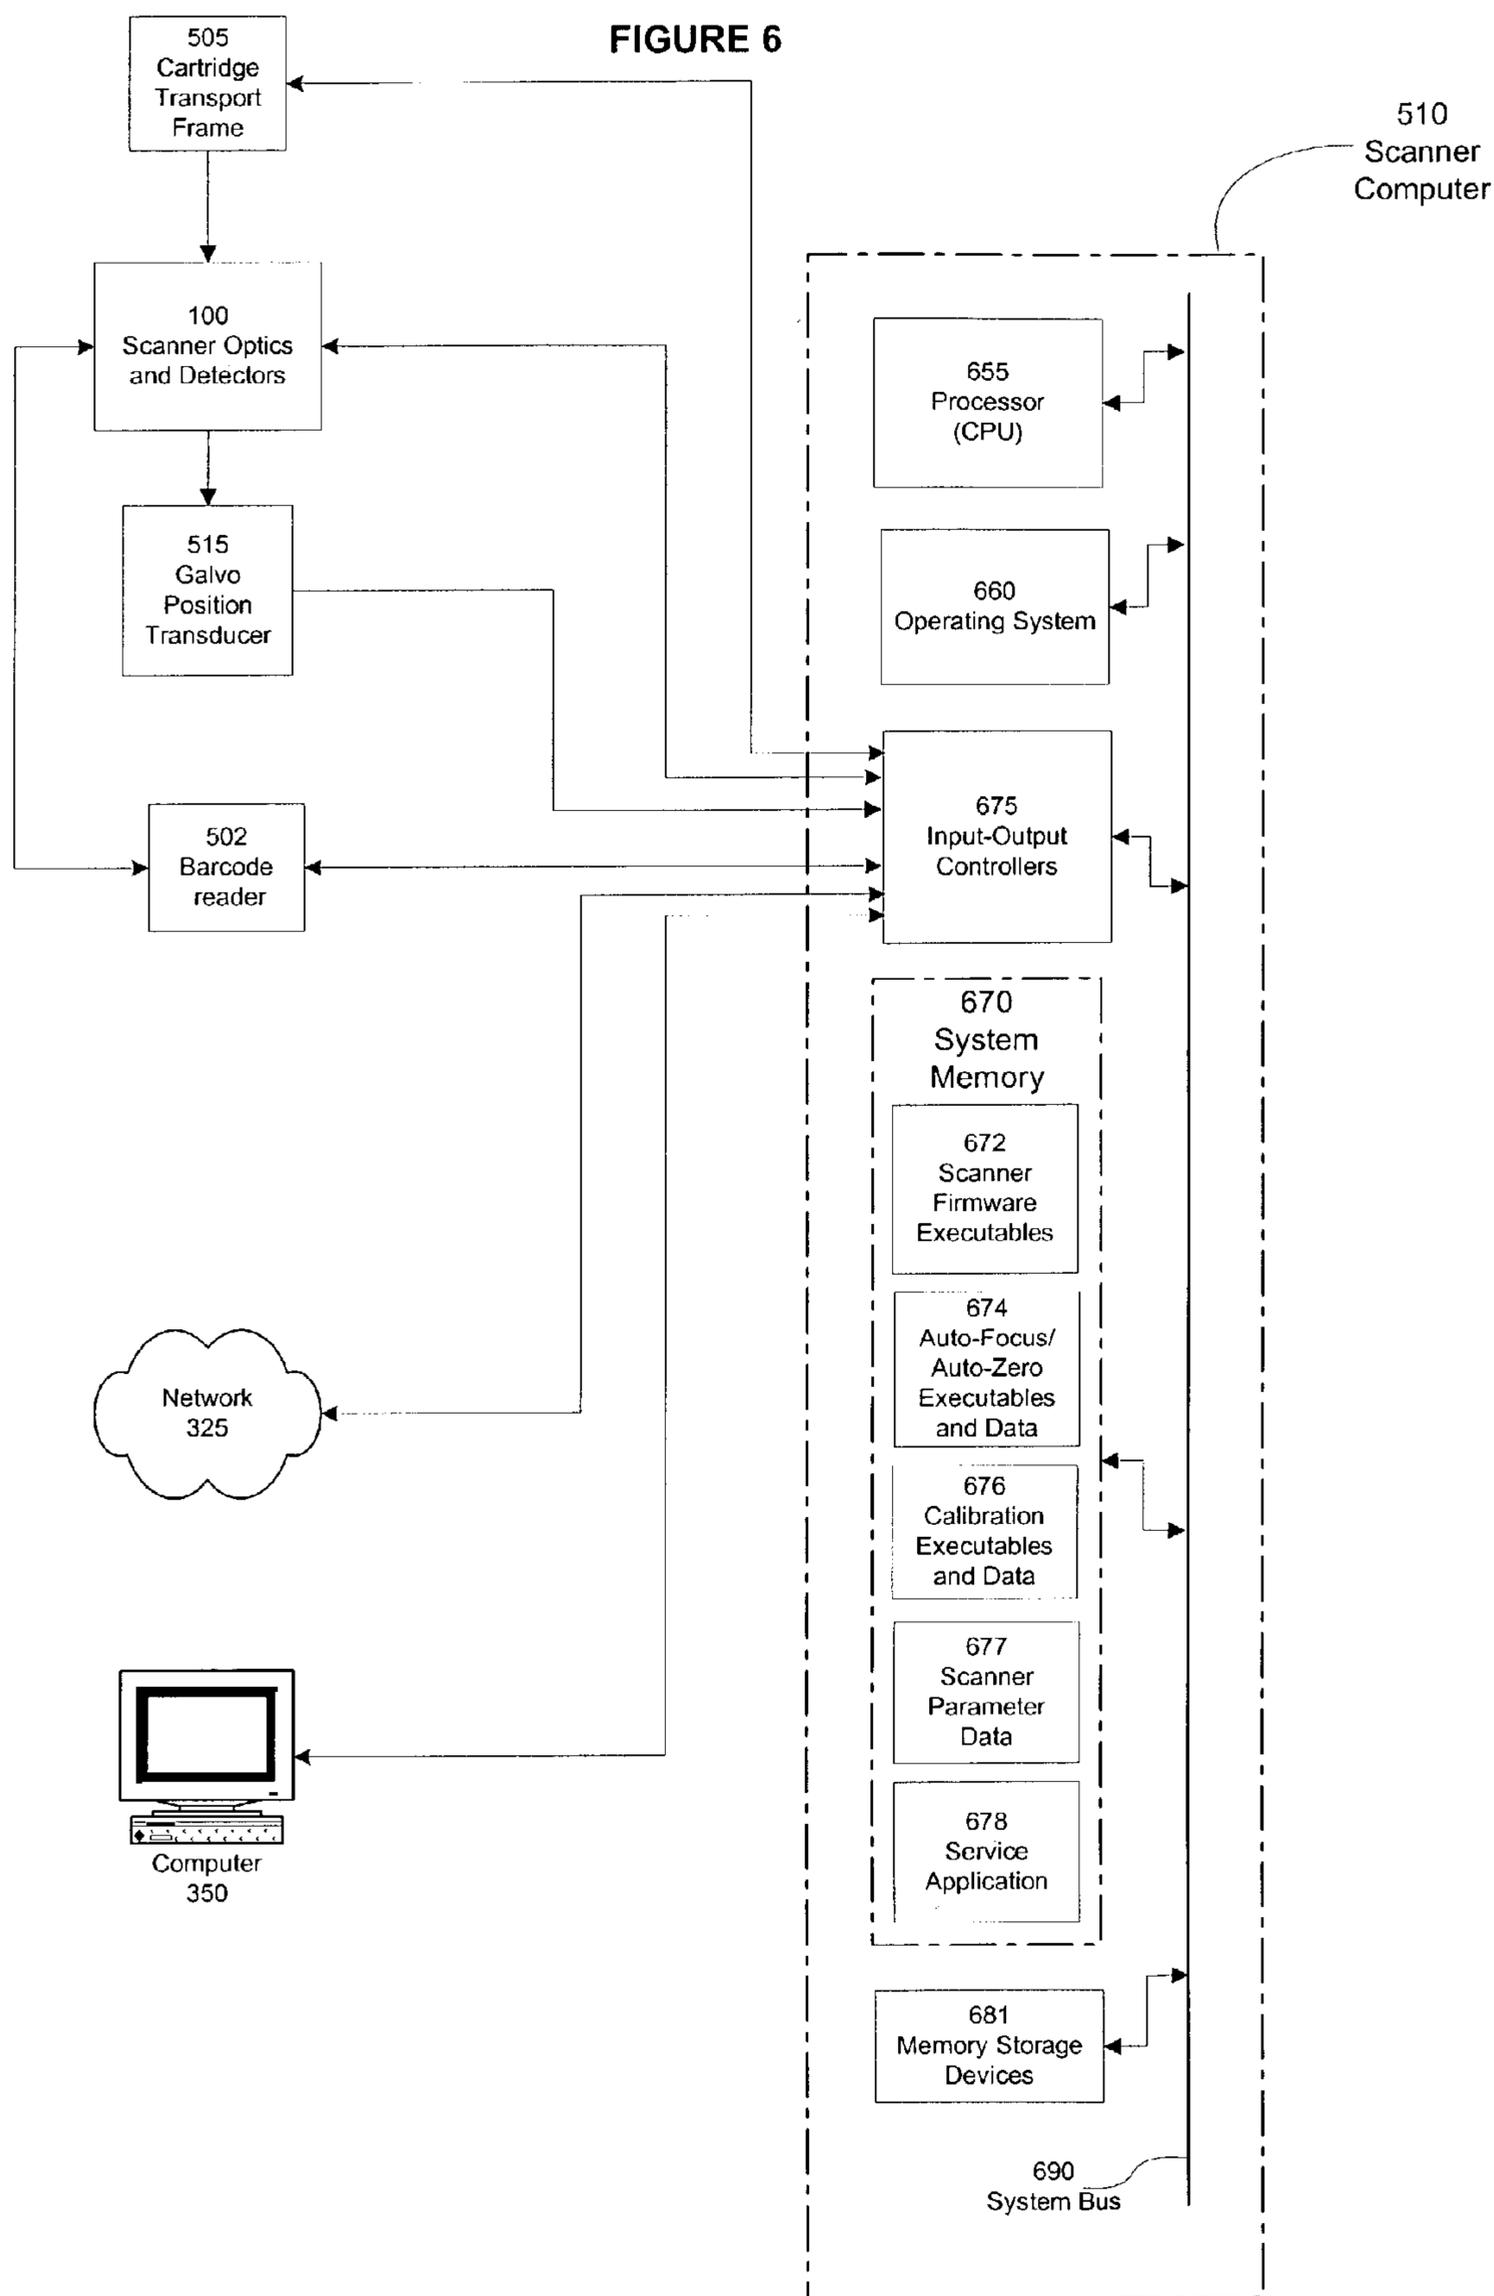 FIGURE 6
505
Cartridge
Transport
Frame
510
Scanner
Computer
100
Scanner Optics
and Detectors
655
Processor
(CPU)
515
Galvo
Position
Transducer
660
Operating System
675
Input-Output
Controllers
502
Barcode
reader
670
System
Memory
672
Scanner
Firmware
Executables
674
Auto-Focus/
Auto-Zero
Executables
and Data
Network
325
676
Calibration
Executables
and Data
677
Scanner
Parameter
Data
678
Service
Application
Computer
350
681
Memory Storage
Devices
690
System Bus